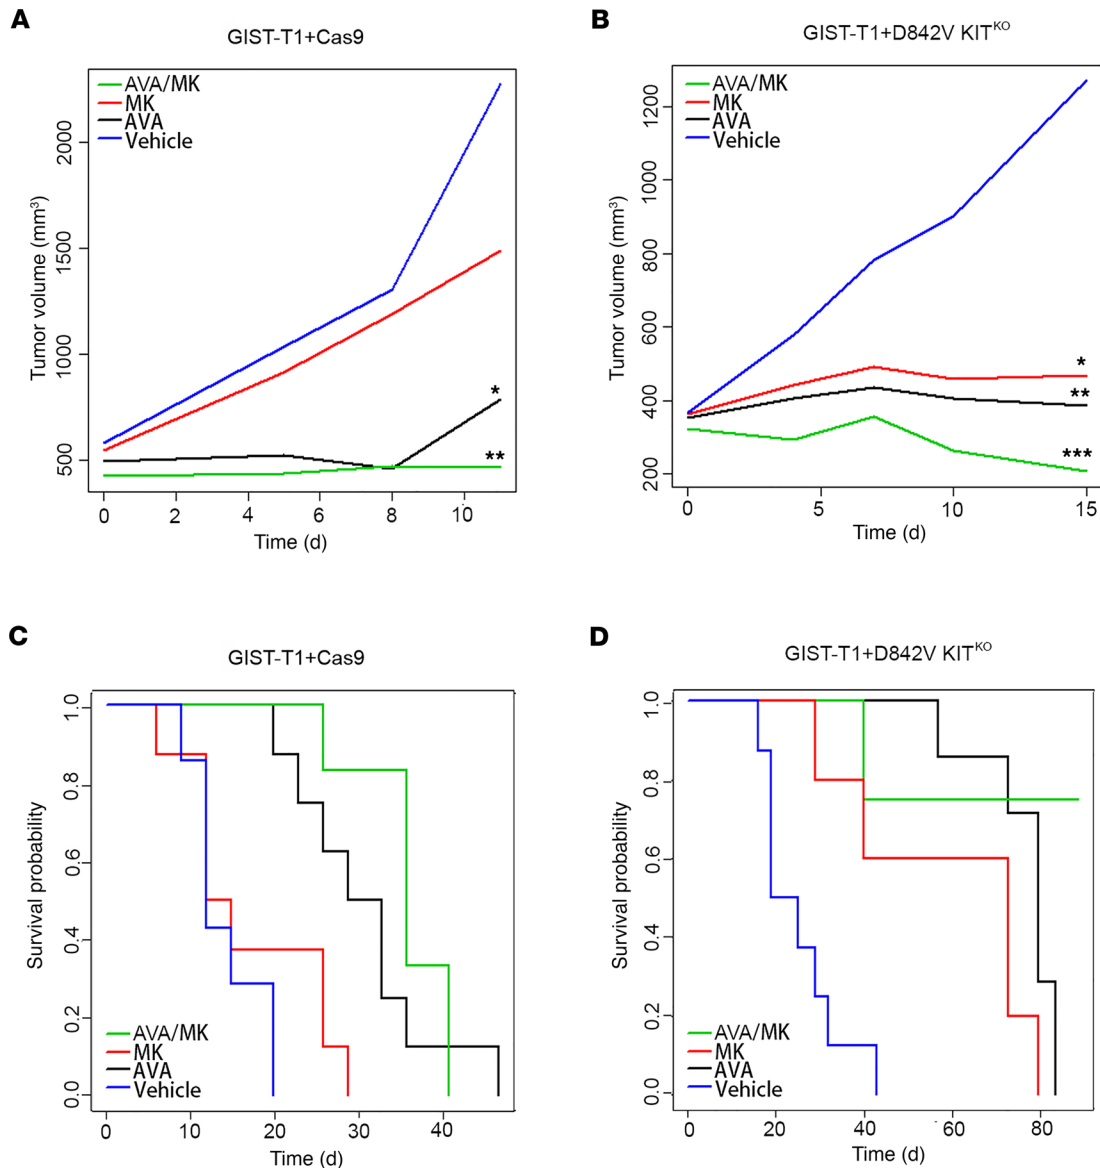 A
GIST-T1+Cas9
AVA/MK
MK
AVA
Vehicle
Tumor volume (mm³)
2000
1500
1000
500
*
**
0 2 4 6 8 10
Time (d)
B
GIST-T1+D842V KIT^KO
AVA/MK
MK
AVA
Vehicle
Tumor volume (mm³)
1200
1000
800
600
400
200
*
**
***
0 5 10 15
Time (d)
C
GIST-T1+Cas9
Survival probability
1.0
0.8
0.6
0.4
0.2
0.0
AVA/MK
MK
AVA
Vehicle
0 20 40
10 30
Time (d)
D
GIST-T1+D842V KIT^KO
Survival probability
1.0
0.8
0.6
0.4
0.2
0.0
AVA/MK
MK
AVA
Vehicle
0 20 40 60 80
Time (d)